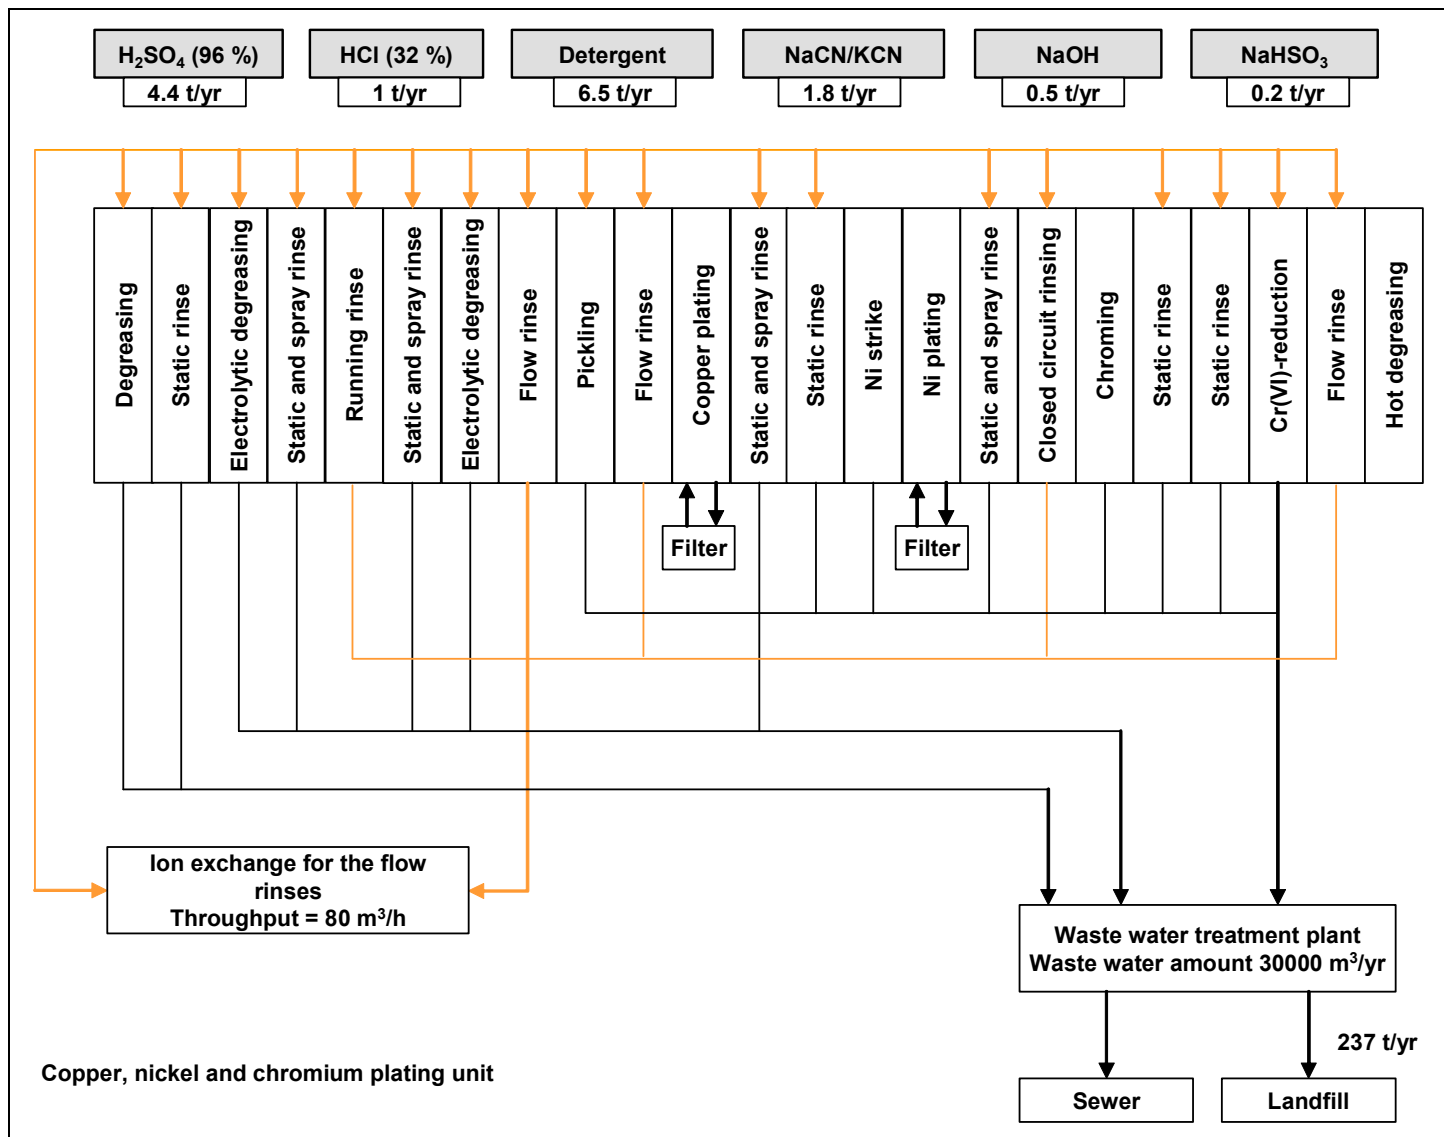 H₂SO₄ (96 %)
HCl (32 %)
Detergent
NaCN/KCN
NaOH
NaHSO₃
4.4 t/yr
1 t/yr
6.5 t/yr
1.8 t/yr
0.5 t/yr
0.2 t/yr
Degreasing
Static rinse
Electrolytic degreasing
Static and spray rinse
Running rinse
Static and spray rinse
Electrolytic degreasing
Flow rinse
Pickling
Flow rinse
Copper plating
Static and spray rinse
Static rinse
Ni strike
Ni plating
Static and spray rinse
Closed circuit rinsing
Chroming
Static rinse
Static rinse
Cr(VI)-reduction
Flow rinse
Hot degreasing
Filter
Filter
Ion exchange for the flow
rinses
Throughput = 80 m³/h
Waste water treatment plant
Waste water amount 30000 m³/yr
237 t/yr
Copper, nickel and chromium plating unit
Sewer
Landfill